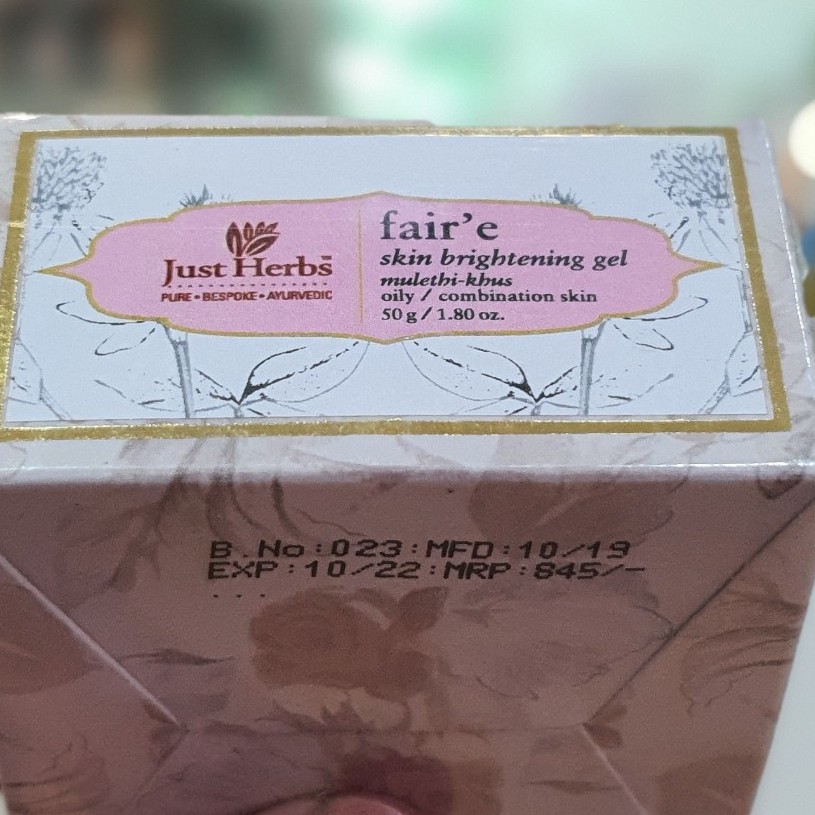 Just Herbs™
PURE • BESPOKE • AYURVEDIC
fair'e
skin brightening gel
mulethi-khus
oily / combination skin
50 g / 1.80 oz.
B.No:023:MFD:10/19
EXP:10/22:MRP:845/-
...